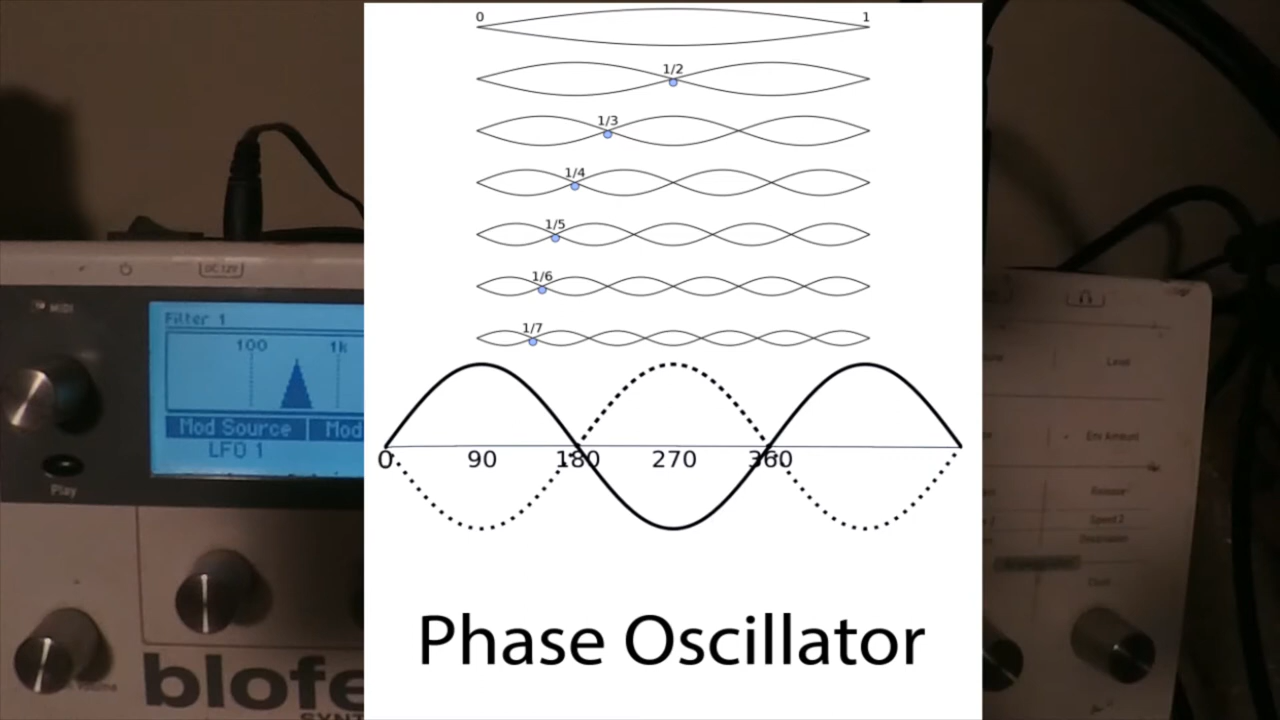 0 1
1/2
1/3
1/4
1/5
1/6
1/7
0 90 180 270 360
Phase Oscillator
DC 12V
MIDI
Filter 1
100 1k
Mod Source Mod
LFO 1
Play
Volume
blofe
SYNT
Level
Env Amount
Release
Speed 2
Destination